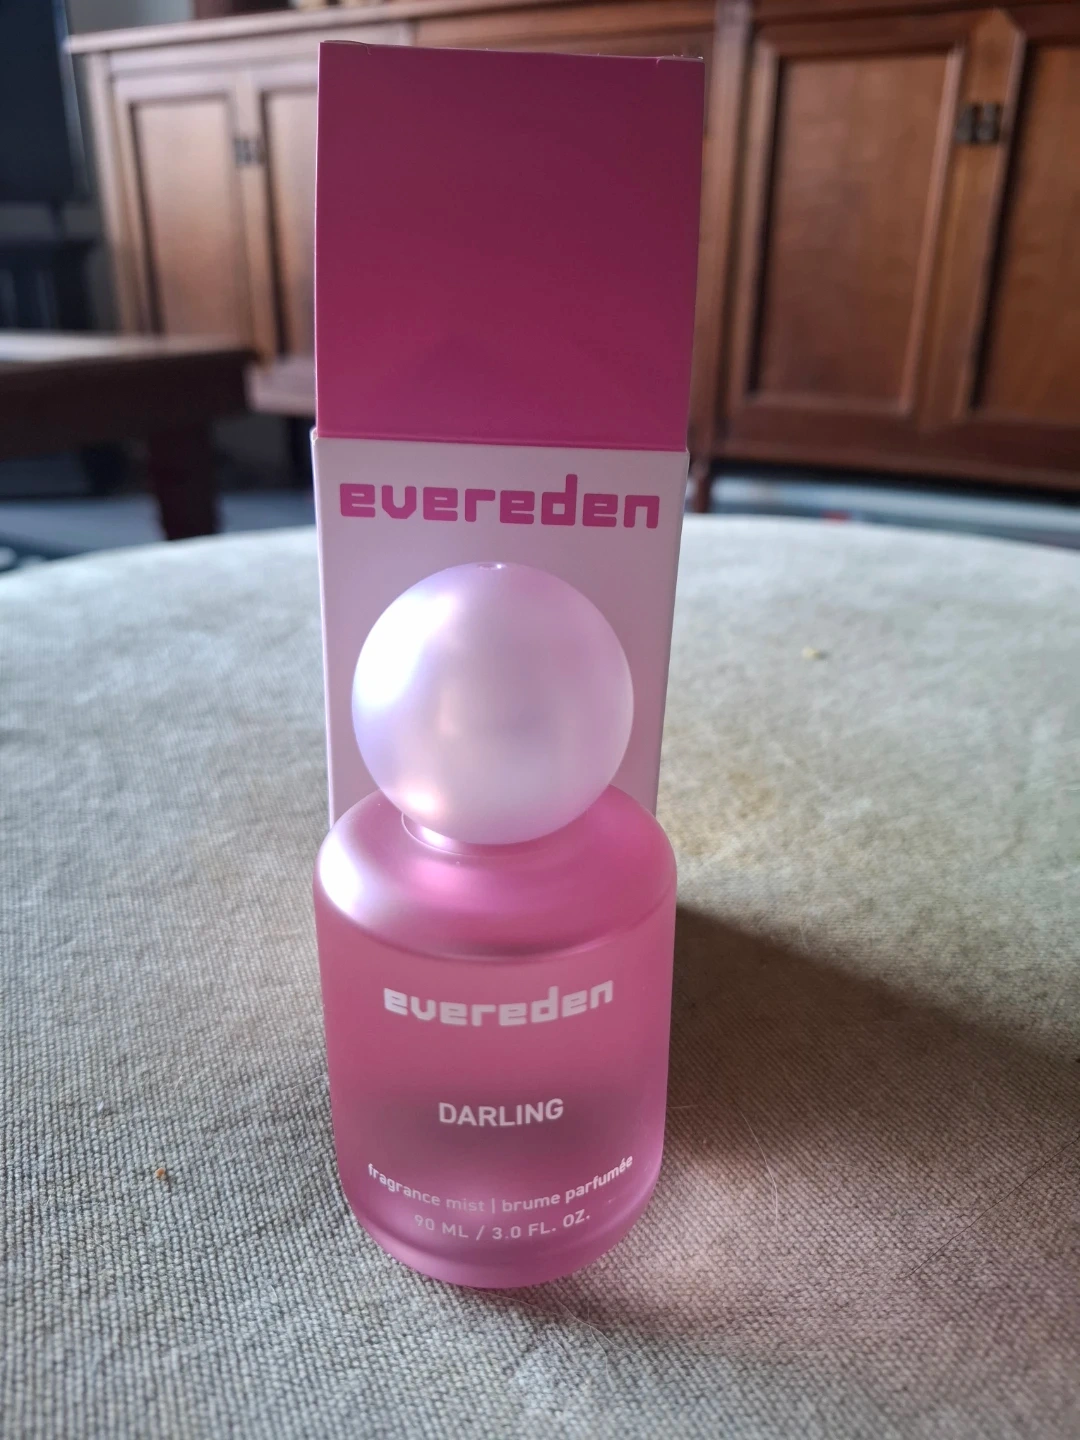 evereden
evereden
DARLING
fragrance mist | brume parfumée
90 ML / 3.0 FL. OZ.